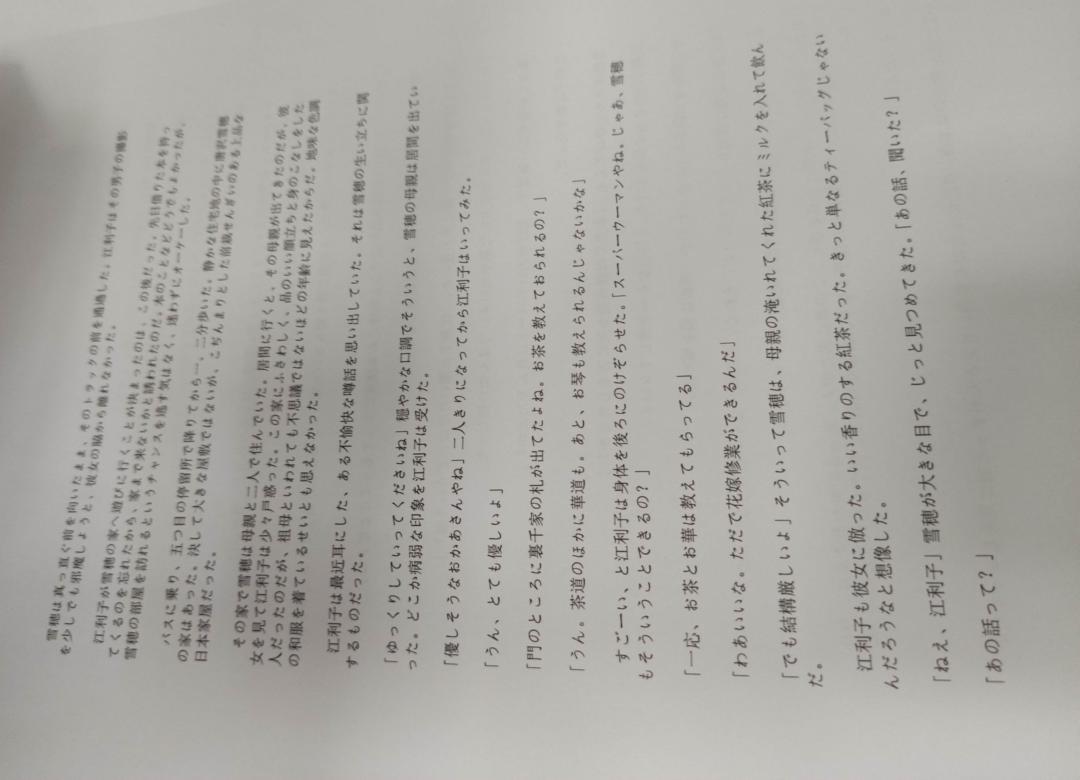 雪穂は真っ直ぐ前を向いたまま、そのトラックの前を通過した。江利子はその男子の撮影
を少しでも邪魔しようと、彼女の脇から離れなかった。
江利子が雪穂の家へ遊びに行くことが決まったのは、この後だった。先日借りた本を持っ
てくるのを忘れたから、家まで来ないかと誘われたのだ。本のことなどどうでもよかったが、
雪穂の部屋を訪れるというチャンスを逃す気はなく、迷わずにオーケーした。
バスに乗り、五つ目の停留所で降りてから一、二分歩いた。静かな住宅地の中に唐沢雪穂
の家はあった。決して大きな屋敷ではないが、こぢんまりとした前栽せんざいのある上品な
日本家屋だった。
その家で雪穂は母親と二人で住んでいた。居間に行くと、その母親が出てきたのだが、彼
女を見て江利子は少々戸惑った。この家にふさわしく、品のいい顔立ちと身のこなしをした
人だったのだが、祖母といわれても不思議ではないほどの年齢に見えたからだ。地味な色調
の和服を着ているせいとも思えなかった。
江利子は最近耳にした、ある不愉快な噂話を思い出していた。それは雪穂の生い立ちに関
するものだった。
「ゆっくりしていってくださいね」穏やかな口調でそういうと、雪穂の母親は居間を出てい
った。どこか病弱な印象を江利子は受けた。
「優しそうなおかあさんやね」二人きりになってから江利子はいってみた。
「うん、とても優しいよ」
「門のところに裏千家の札が出てたよね。お茶を教えておられるの？」
「うん。茶道のほかに華道も。あと、お琴も教えられるんじゃないかな」
すごーい、と江利子は身体を後ろにのけぞらせた。「スーパーウーマンやね。じゃあ、雪穂
もそういうことできるの？」
「一応、お茶とお華は教えてもらってる」
「わあいいな。ただで花嫁修業ができるんだ」
「でも結構厳しいよ」そういって雪穂は、母親の淹いれてくれた紅茶にミルクを入れて飲ん
だ。
江利子も彼女に倣った。いい香りのする紅茶だった。きっと単なるティーバッグじゃない
んだろうなと想像した。
「ねえ、江利子」雪穂が大きな目で、じっと見つめてきた。「あの話、聞いた？」
「あの話って？」